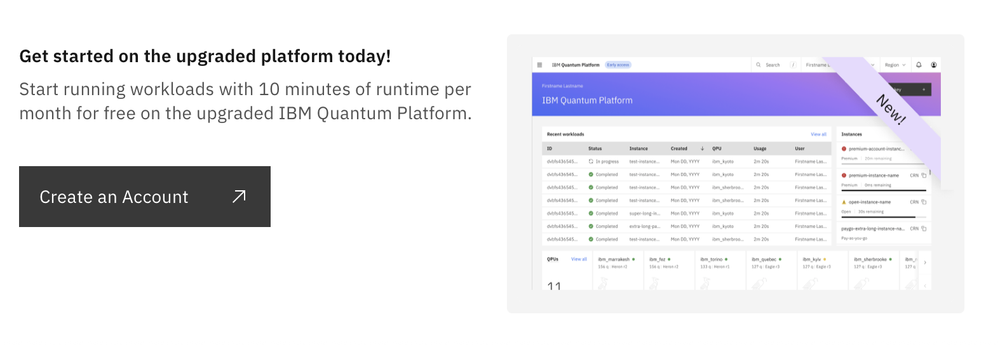 Get started on the upgraded platform today!
Start running workloads with 10 minutes of runtime per
month for free on the upgraded IBM Quantum Platform.
Create an Account
IBM Quantum Platform Early access Search / Firstname L Region
Firstname Lastname
IBM Quantum Platform
key +
New!
Recent workloads View all
ID Status Instance Created QPU Usage User
dvbfs436545... In progress test-instance... Mon DD, YYYY ibm_kyoto 2m 20s Firstname Las...
dvbfs436545... Completed test-instance... Mon DD, YYYY ibm_kyoto 2m 20s Firstname Las...
dvbfs436545... Completed test-instance... Mon DD, YYYY ibm_sherbroo... 2m 20s Firstname Las...
dvbfs436545... Completed test-instance... Mon DD, YYYY ibm_sherbroo... 2m 20s Firstname Las...
dvbfs436545... Completed super-long-in... Mon DD, YYYY ibm_kyoto 2m 20s Firstname Las...
dvbfs436545... Completed extra-long-pa... Mon DD, YYYY ibm_kyoto 2m 20s Firstname Las...
dvbfs436545... Completed test-instance... Mon DD, YYYY ibm_sherbroo... 2m 20s Firstname Las...
Instances
premium-account-instanc...
Premium 20m remaining
premium-instance-name CRN
Premium 0ms remaining
open-instance-name CRN
Open 30s remaining
paygo-extra-long-instance-na... CRN
Pay-as-you-go
QPUs View all
11
ibm_marrakesh
156 q Heron r2
ibm_fez
156 q Heron r2
ibm_torino
133 q Heron r1
ibm_quebec
127 q Eagle r3
ibm_kyiv
127 q Eagle r3
ibm_sherbrooke
127 q Eagle r3
ibm_r
127 q